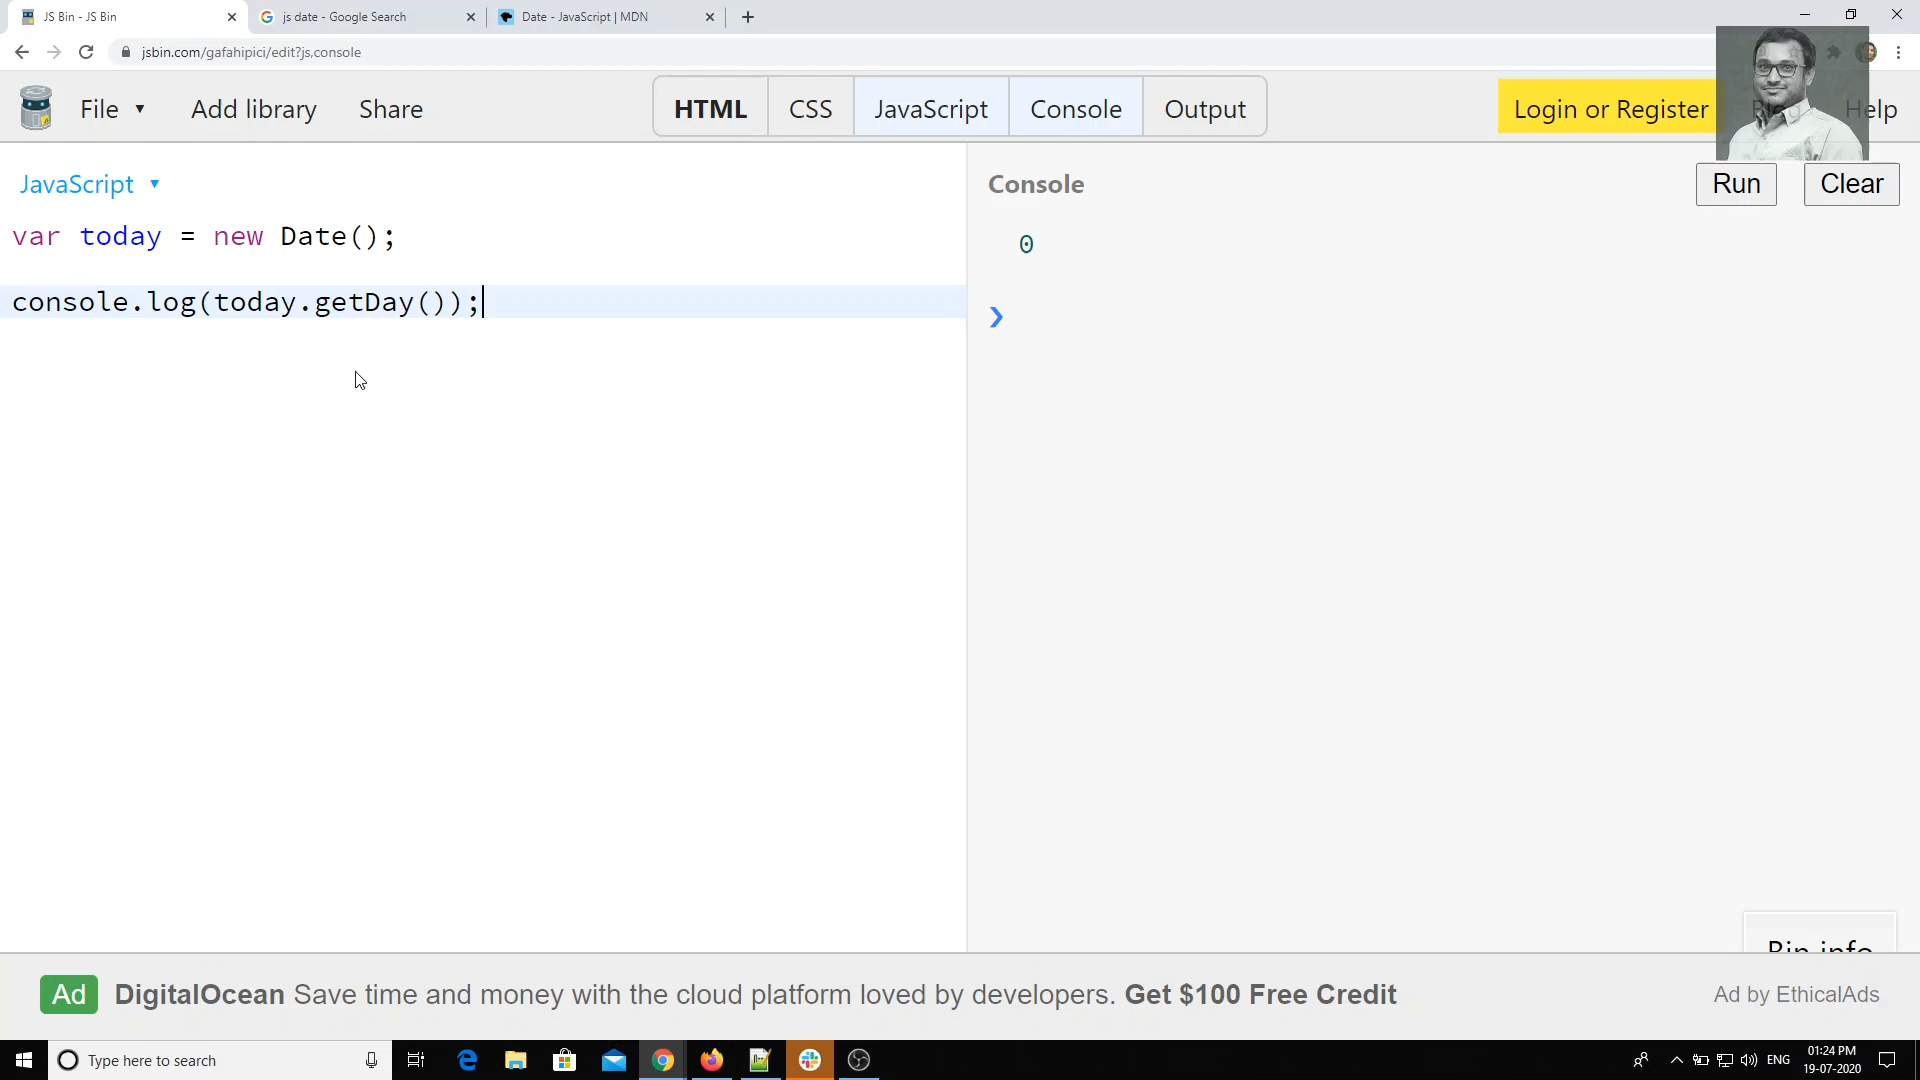 JS Bin - JS Bin
js date - Google Search
Date - JavaScript | MDN
jsbin.com/gafahipici/edit?js,console
File
Add library
Share
HTML
CSS
JavaScript
Console
Output
Login or Register
Blog
Help
JavaScript
var today = new Date();
console.log(today.getDay());
Console
Run
Clear
0
Bin info
Ad
DigitalOcean Save time and money with the cloud platform loved by developers. Get $100 Free Credit
Ad by EthicalAds
Type here to search
ENG
01:24 PM
19-07-2020